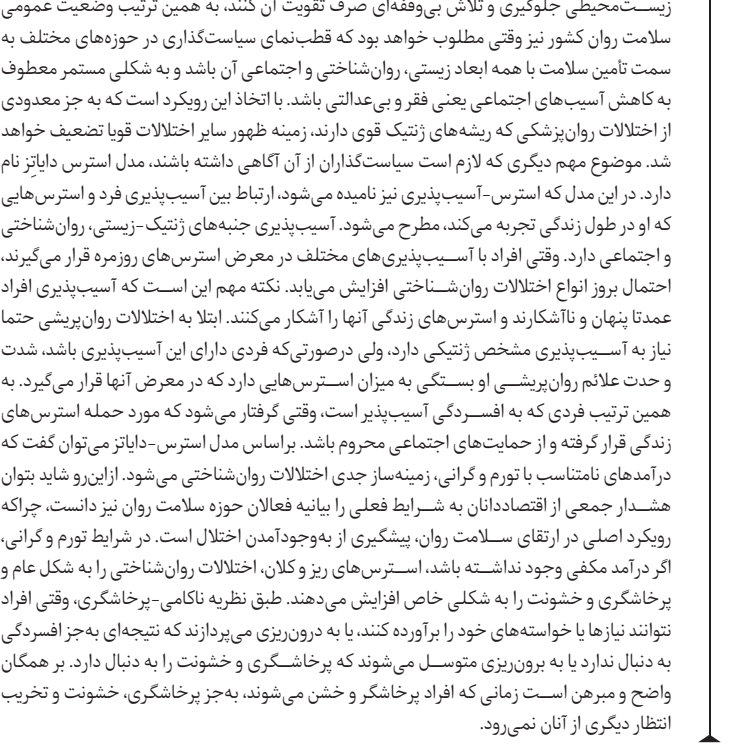 زیست‌محیطی جلوگیری و تلاش بی‌وقفه‌ای صرف تقویت آن کنند، به همین ترتیب وضعیت عمومی
سلامت روان کشور نیز وقتی مطلوب خواهد بود که قطب‌نمای سیاست‌گذاری در حوزه‌های مختلف به
سمت تأمین سلامت با همه ابعاد زیستی، روان‌شناختی و اجتماعی آن باشد و به شکلی مستمر معطوف
به کاهش آسیب‌های اجتماعی یعنی فقر و بی‌عدالتی باشد. با اتخاذ این رویکرد است که به جز معدودی
از اختلالات روان‌پزشکی که ریشه‌های ژنتیک قوی دارند، زمینه ظهور سایر اختلالات قویا تضعیف خواهد
شد. موضوع مهم دیگری که لازم است سیاست‌گذاران از آن آگاهی داشته باشند، مدل استرس دایاتِز نام
دارد. در این مدل که استرس-آسیب‌پذیری نیز نامیده می‌شود، ارتباط بین آسیب‌پذیری فرد و استرس‌هایی
که او در طول زندگی تجربه می‌کند، مطرح می‌شود. آسیب‌پذیری جنبه‌های ژنتیک-زیستی، روان‌شناختی
و اجتماعی دارد. وقتی افراد با آسیب‌پذیری‌های مختلف در معرض استرس‌های روزمره قرار می‌گیرند،
احتمال بروز انواع اختلالات روان‌شناختی افزایش می‌یابد. نکته مهم این است که آسیب‌پذیری افراد
عمدتا پنهان و ناآشکارند و استرس‌های زندگی آنها را آشکار می‌کنند. ابتلا به اختلالات روان‌پریشی حتما
نیاز به آسیب‌پذیری مشخص ژنتیکی دارد، ولی درصورتی‌که فردی دارای این آسیب‌پذیری باشد، شدت
و حدت علائم روان‌پریشی او بستگی به میزان استرس‌هایی دارد که در معرض آنها قرار می‌گیرد. به
همین ترتیب فردی که به افسردگی آسیب‌پذیر است، وقتی گرفتار می‌شود که مورد حمله استرس‌های
زندگی قرار گرفته و از حمایت‌های اجتماعی محروم باشد. براساس مدل استرس-دایاتز می‌توان گفت که
درآمدهای نامتناسب با تورم و گرانی، زمینه‌ساز جدی اختلالات روان‌شناختی می‌شود. ازاین‌رو شاید بتوان
هشدار جمعی از اقتصاددانان به شرایط فعلی را بیانیه فعالان حوزه سلامت روان نیز دانست، چراکه
رویکرد اصلی در ارتقای سلامت روان، پیشگیری از به‌وجودآمدن اختلال است. در شرایط تورم و گرانی،
اگر درآمد مکفی وجود نداشته باشد، استرس‌های ریز و کلان، اختلالات روان‌شناختی را به شکل عام و
پرخاشگری و خشونت را به شکلی خاص افزایش می‌دهند. طبق نظریه ناکامی-پرخاشگری، وقتی افراد
نتوانند نیازها یا خواسته‌های خود را برآورده کنند، یا به درون‌ریزی می‌پردازند که نتیجه‌ای به‌جز افسردگی
به دنبال ندارد یا به برون‌ریزی متوسل می‌شوند که پرخاشگری و خشونت را به دنبال دارد. بر همگان
واضح و مبرهن است زمانی که افراد پرخاشگر و خشن می‌شوند، به‌جز پرخاشگری، خشونت و تخریب
انتظار دیگری از آنان نمی‌رود.